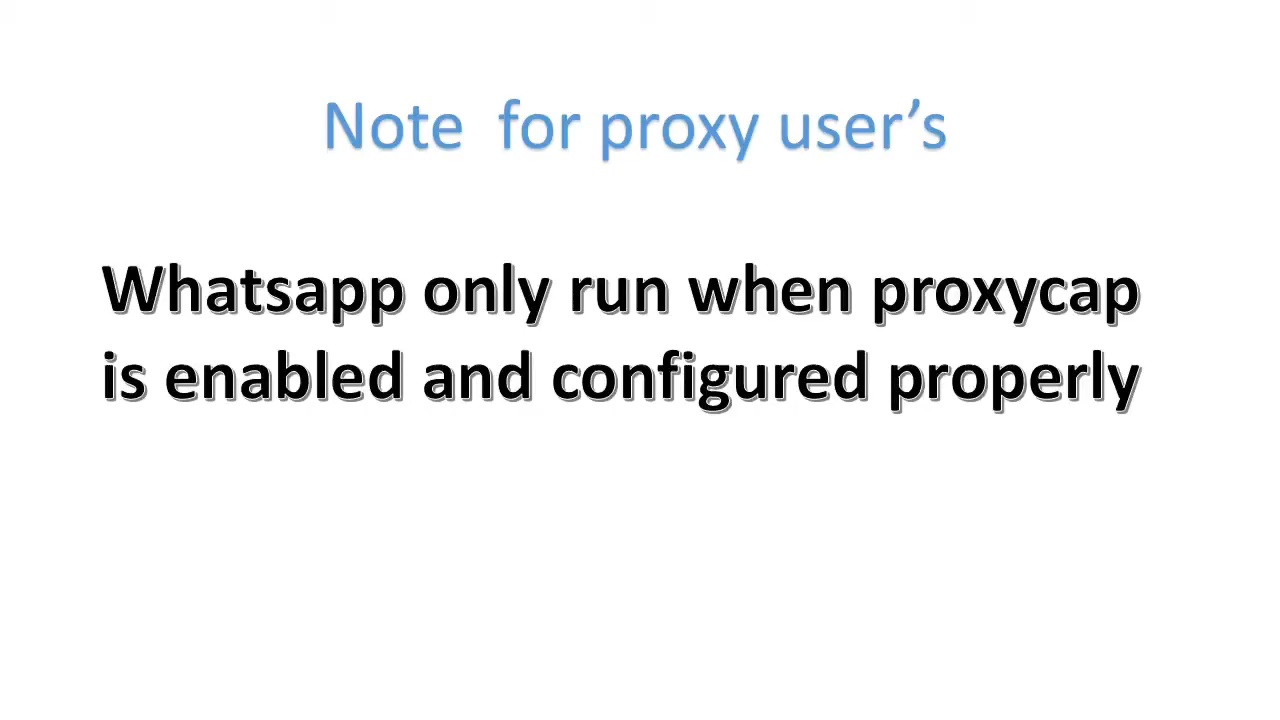 Note for proxy user’s
Whatsapp only run when proxycap
is enabled and configured properly